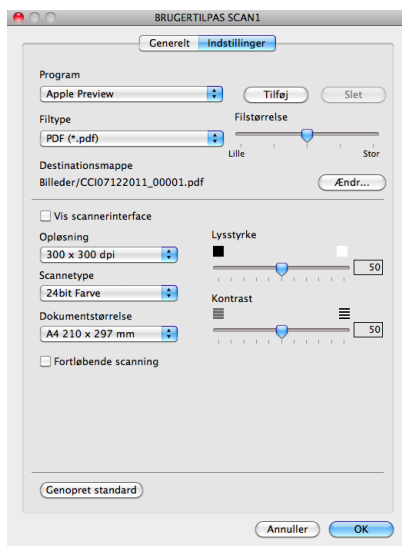 BRUGERTILPAS SCAN1
Generelt Indstillinger
Program
Apple Preview Tilføj Slet
Filtype Filstørrelse
PDF (*.pdf)
Lille Stor
Destinationsmappe
Billeder/CCI07122011_00001.pdf Ændr...
Vis scannerinterface
Opløsning Lysstyrke
300 x 300 dpi 50
Scannetype
24bit Farve Kontrast
Dokumentstørrelse
A4 210 x 297 mm 50
Fortløbende scanning
Genopret standard
Annuller OK